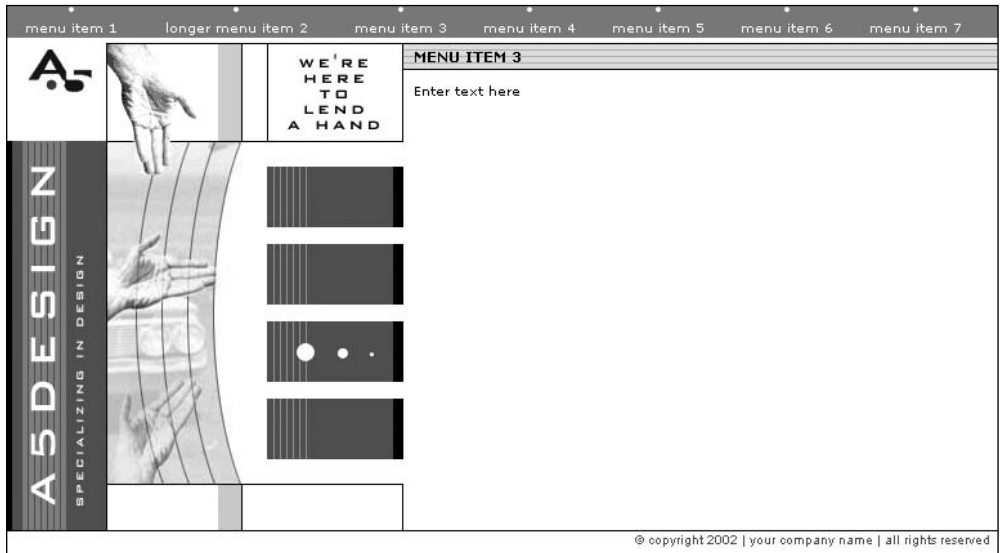 menu item 1 longer menu item 2 menu item 3 menu item 4 menu item 5 menu item 6 menu item 7
A5
WE'RE
HERE
TO
LEND
A HAND
MENU ITEM 3
Enter text here
A5DESIGN
SPECIALIZING IN DESIGN
© copyright 2002 | your company name | all rights reserved